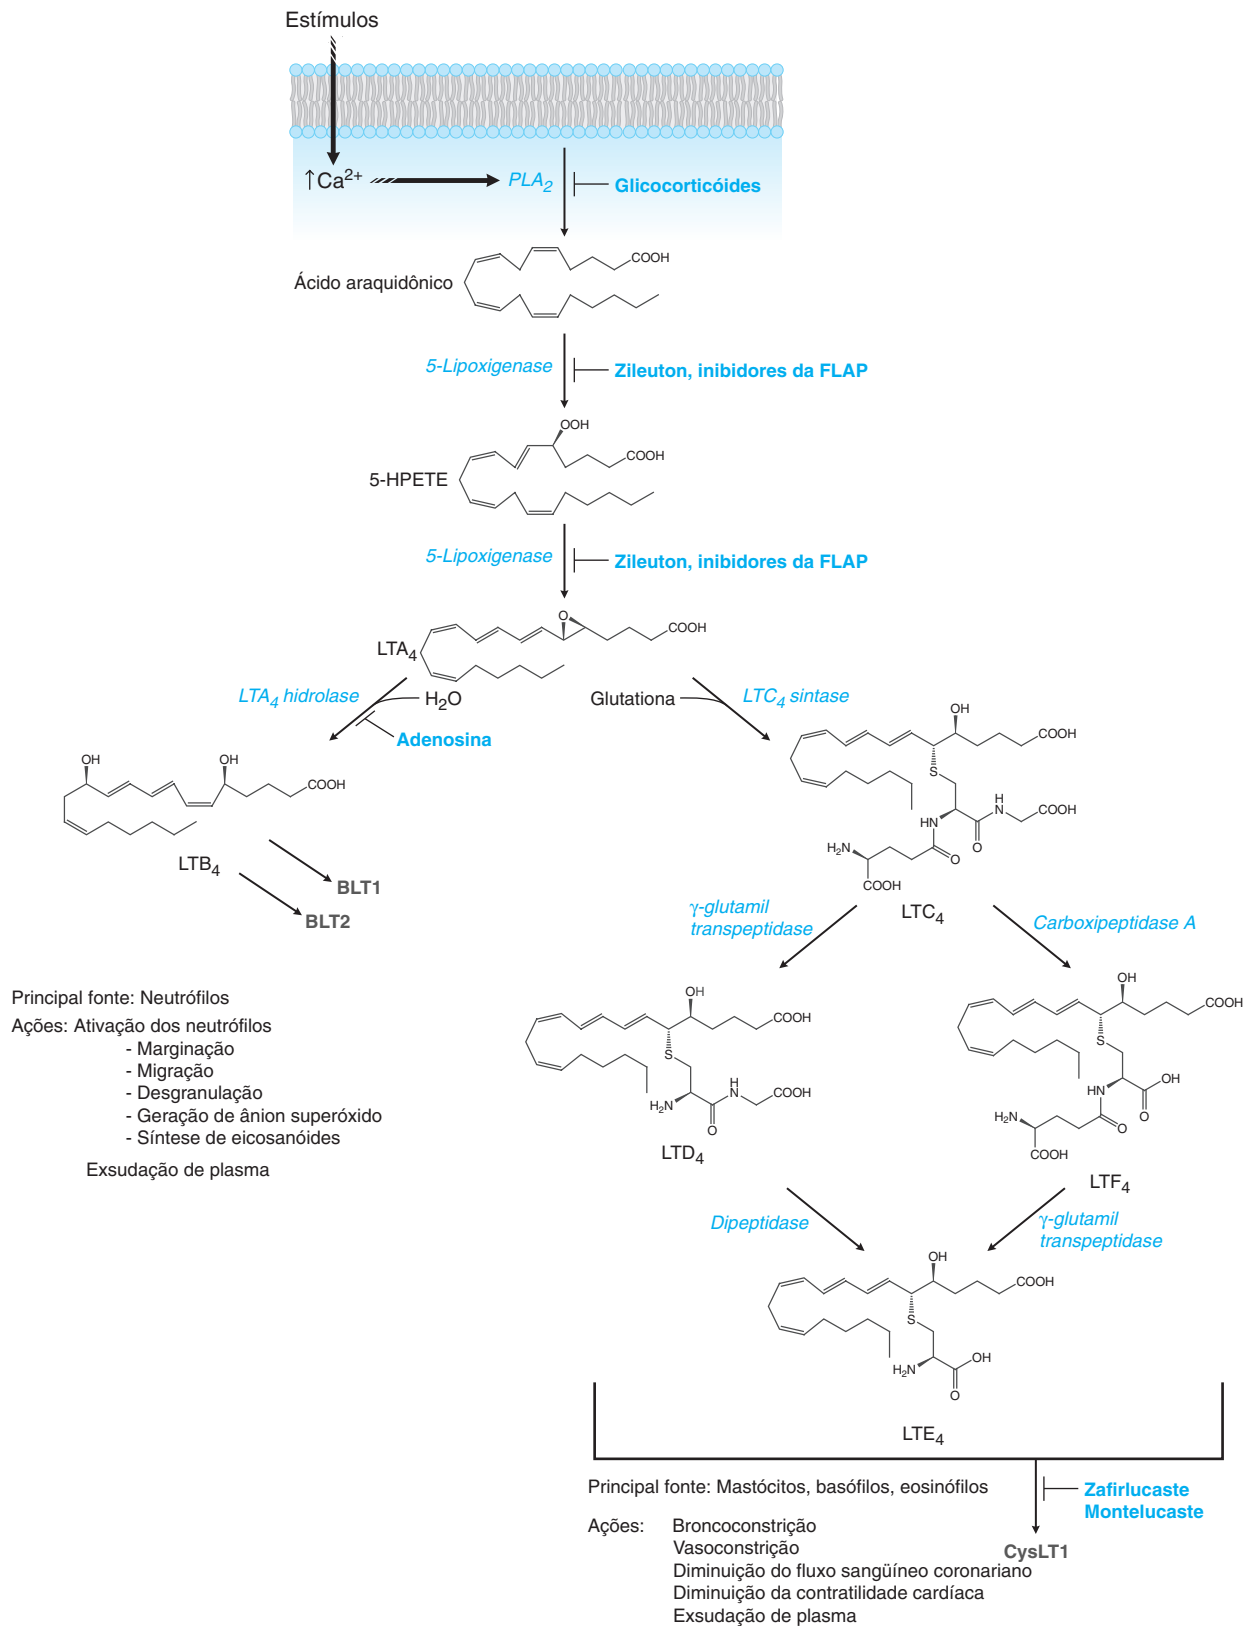 Estímulos
↑Ca2+
PLA2
Glicocorticóides
COOH
Ácido araquidônico
5-Lipoxigenase
Zileuton, inibidores da FLAP
OOH
COOH
5-HPETE
5-Lipoxigenase
Zileuton, inibidores da FLAP
O
COOH
LTA4
LTA4 hidrolase
H2O
Adenosina
Glutationa
LTC4 sintase
OH
OH
COOH
LTB4
BLT1
BLT2
OH
COOH
S
H
N
COOH
HN
O
H2N
O
COOH
LTC4
γ-glutamil
transpeptidase
Carboxipeptidase A
Principal fonte: Neutrófilos
Ações: Ativação dos neutrófilos
- Marginação
- Migração
- Desgranulação
- Geração de ânion superóxido
- Síntese de eicosanóides
Exsudação de plasma
OH
COOH
S
H
N
COOH
H2N
O
LTD4
OH
COOH
S
OH
HN
O
H2N
O
COOH
LTF4
Dipeptidase
γ-glutamil
transpeptidase
OH
COOH
S
OH
H2N
O
LTE4
Principal fonte: Mastócitos, basófilos, eosinófilos
Zafirlucaste
Montelucaste
CysLT1
Ações: Broncoconstrição
Vasoconstrição
Diminuição do fluxo sangüíneo coronariano
Diminuição da contratilidade cardíaca
Exsudação de plasma